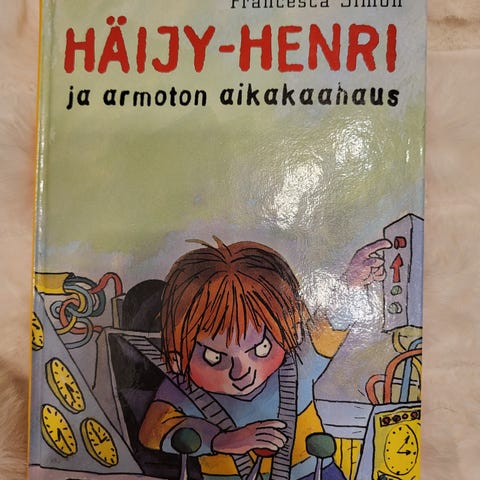 Francesca Simon
HÄIJY-HENRI
ja armoton aikakaahaus